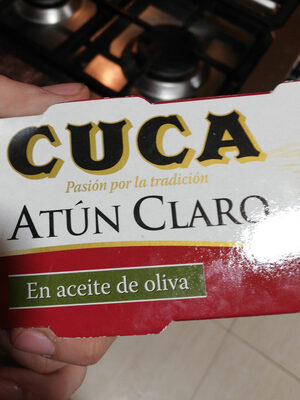 CUCA
Pasión por la tradición
ATÚN CLARO
En aceite de oliva